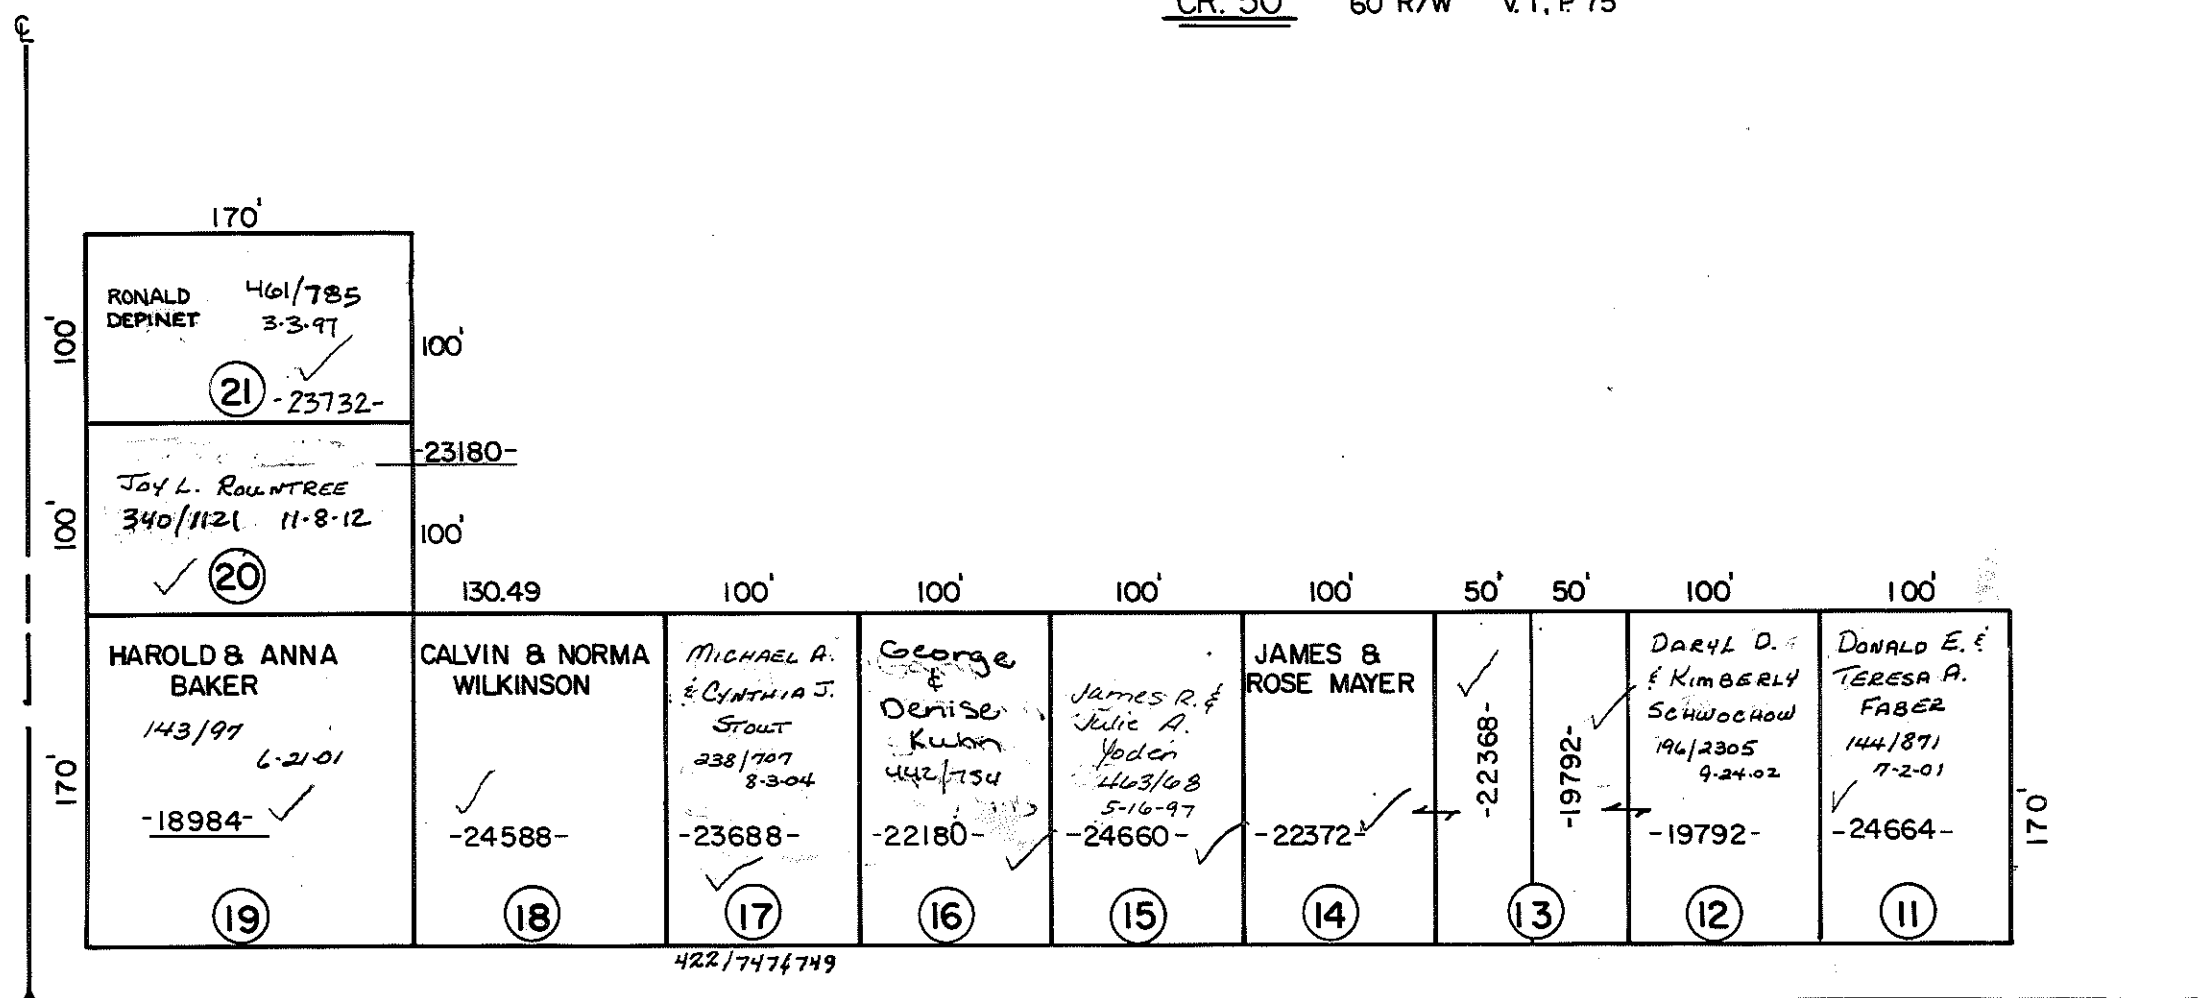 CR. 50 60 R/W V. 1, P. 75
℄
170'
RONALD
DEPINET
461/785
3-3-97
100'
100'
21
-23732-
-23180-
JOY L. ROUNTREE
340/1121 11-8-12
100'
100'
20
130.49 100' 100' 100' 100' 50' 50' 100' 100'
HAROLD & ANNA
BAKER
143/97
6-21-01
-18984-
170'
19
CALVIN & NORMA
WILKINSON
-24588-
18
MICHAEL A.
& CYNTHIA J.
STOUT
238/707
8-3-04
-23688-
17
422/747&749
George
&
Denise
Kuhn
442/754
-22180-
16
James R. &
Julie A.
Yoder
463/68
5-16-97
-24660-
15
JAMES &
ROSE MAYER
-22372-
14
-22368-
-19792-
13
DARYL D.
& KIMBERLY
SCHWOCHOW
196/2305
9-24-02
-19792-
12
DONALD E. &
TERESA A.
FABER
144/871
7-2-01
-24664-
11
170'